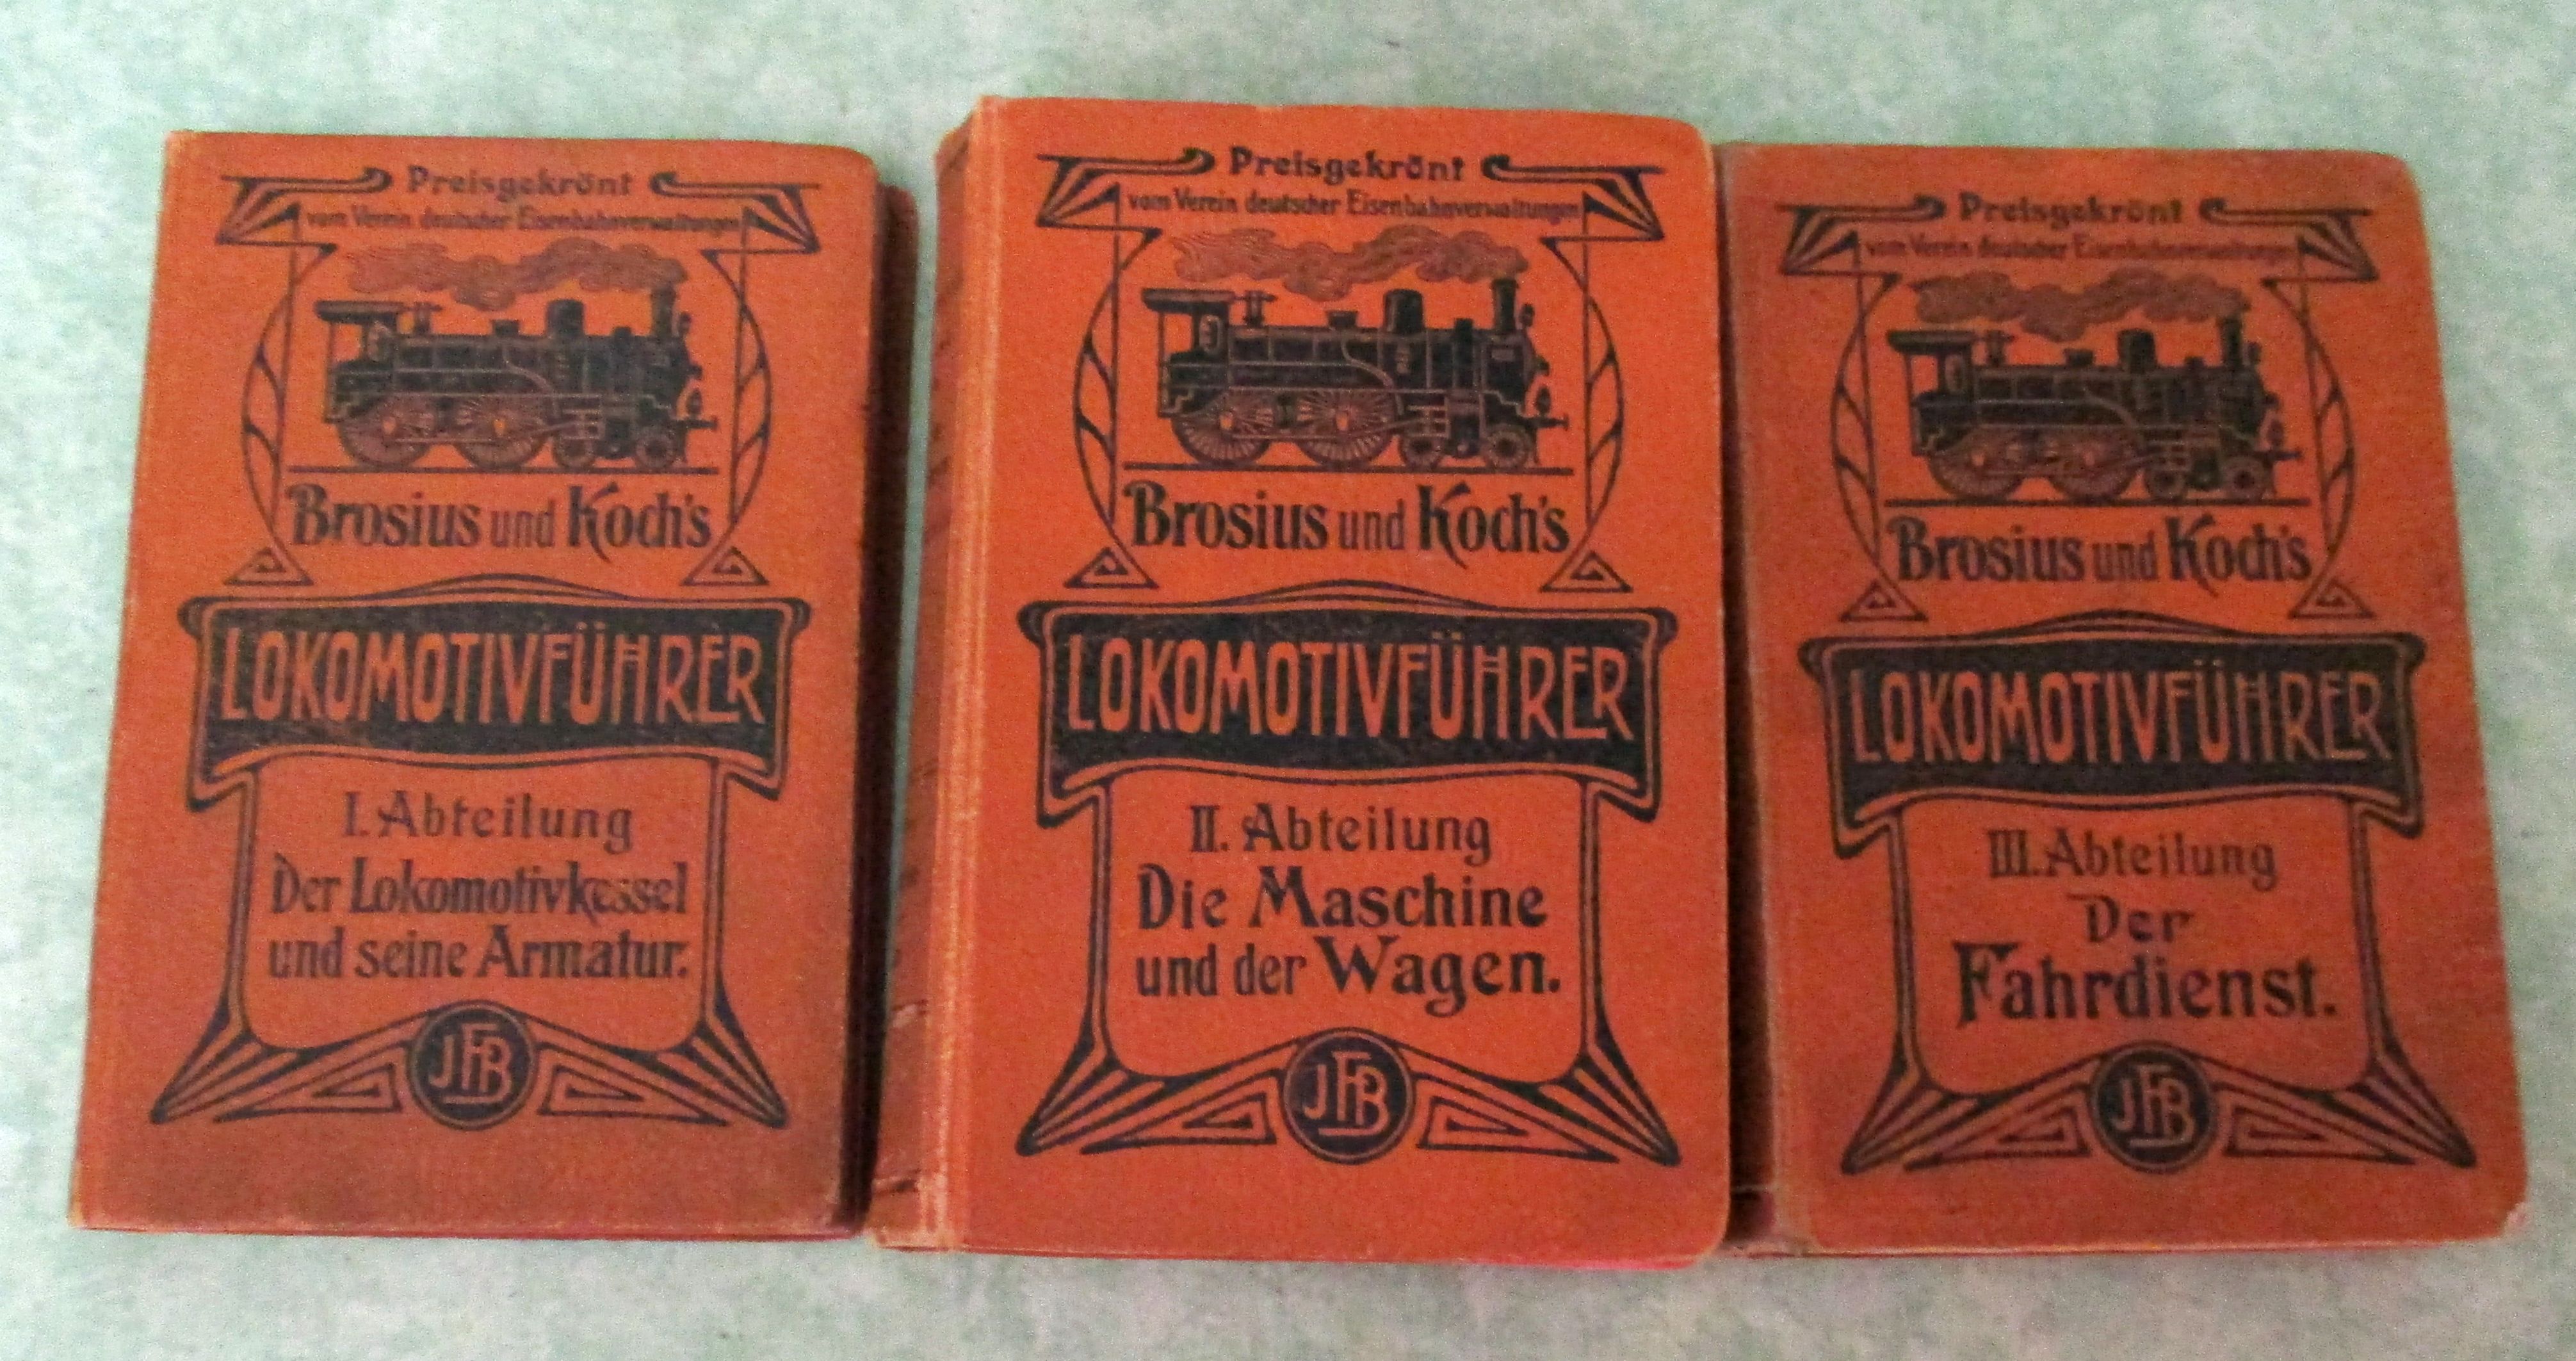 Preisgekrönt
vom Verein deutscher Eisenbahnverwaltungen
Brosius und Koch's
LOKOMOTIVFÜHRER
I. Abteilung
Der Lokomotivkessel
und seine Armatur.
JFB
Preisgekrönt
vom Verein deutscher Eisenbahnverwaltungen
Brosius und Koch's
LOKOMOTIVFÜHRER
II. Abteilung
Die Maschine
und der Wagen.
JFB
Preisgekrönt
vom Verein deutscher Eisenbahnverwaltungen
Brosius und Koch's
LOKOMOTIVFÜHRER
III. Abteilung
Der
Fahrdienst.
JFB